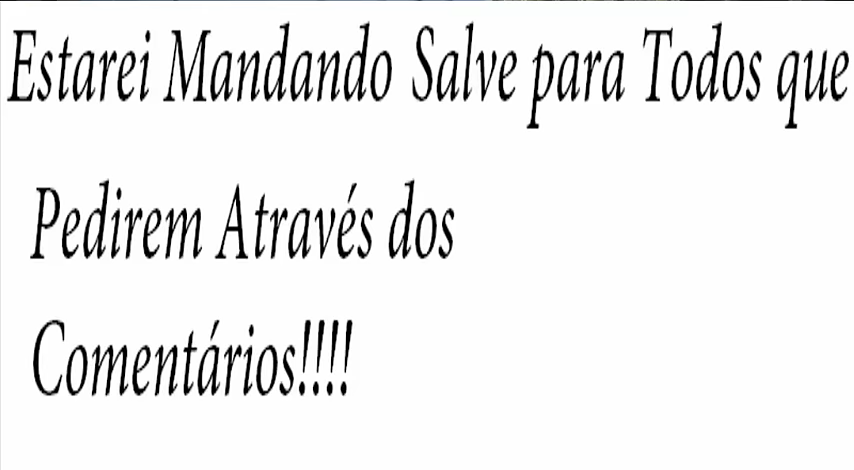 Estarei Mandando Salve para Todos que
Pedirem Através dos
Comentários!!!!